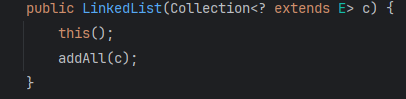 public LinkedList(Collection<? extends E> c) {
    this();
    addAll(c);
}